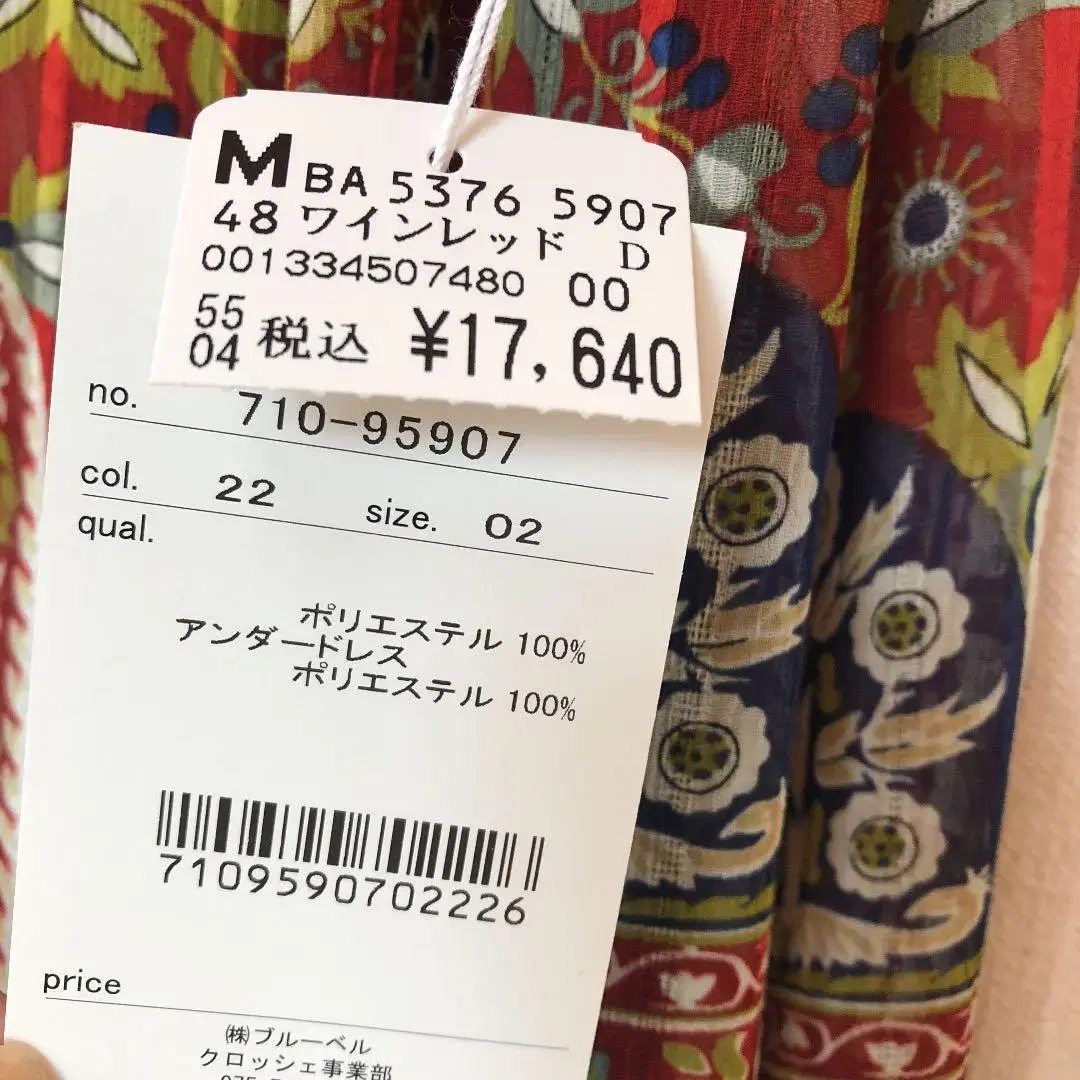 M BA 5376 5907
48 ワインレッド D
001334507480 00
55
04 税込 ¥17,640
no. 710-95907
col. 22 size. 02
qual.
ポリエステル 100%
アンダードレス
ポリエステル 100%
7109590702226
price
㈱ブルーベル
クロッシェ事業部